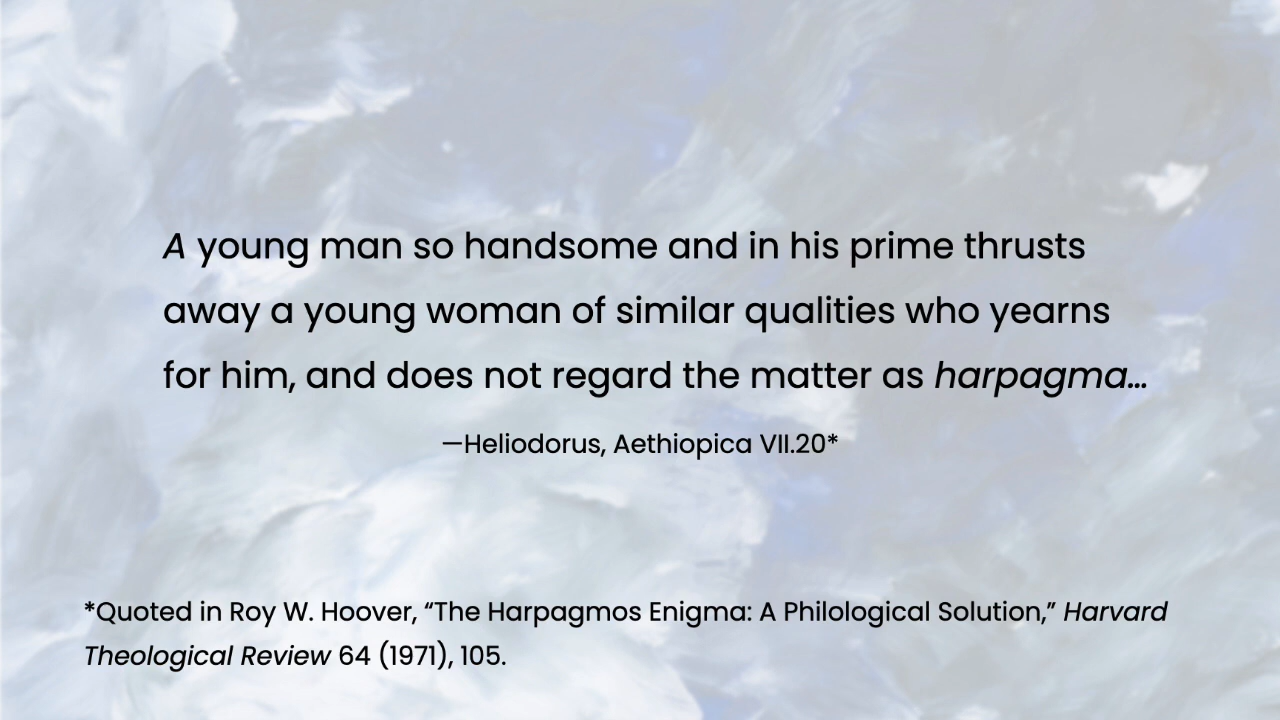 A young man so handsome and in his prime thrusts
away a young woman of similar qualities who yearns
for him, and does not regard the matter as harpagma…
—Heliodorus, Aethiopica VII.20*
*Quoted in Roy W. Hoover, “The Harpagmos Enigma: A Philological Solution,” Harvard
Theological Review 64 (1971), 105.